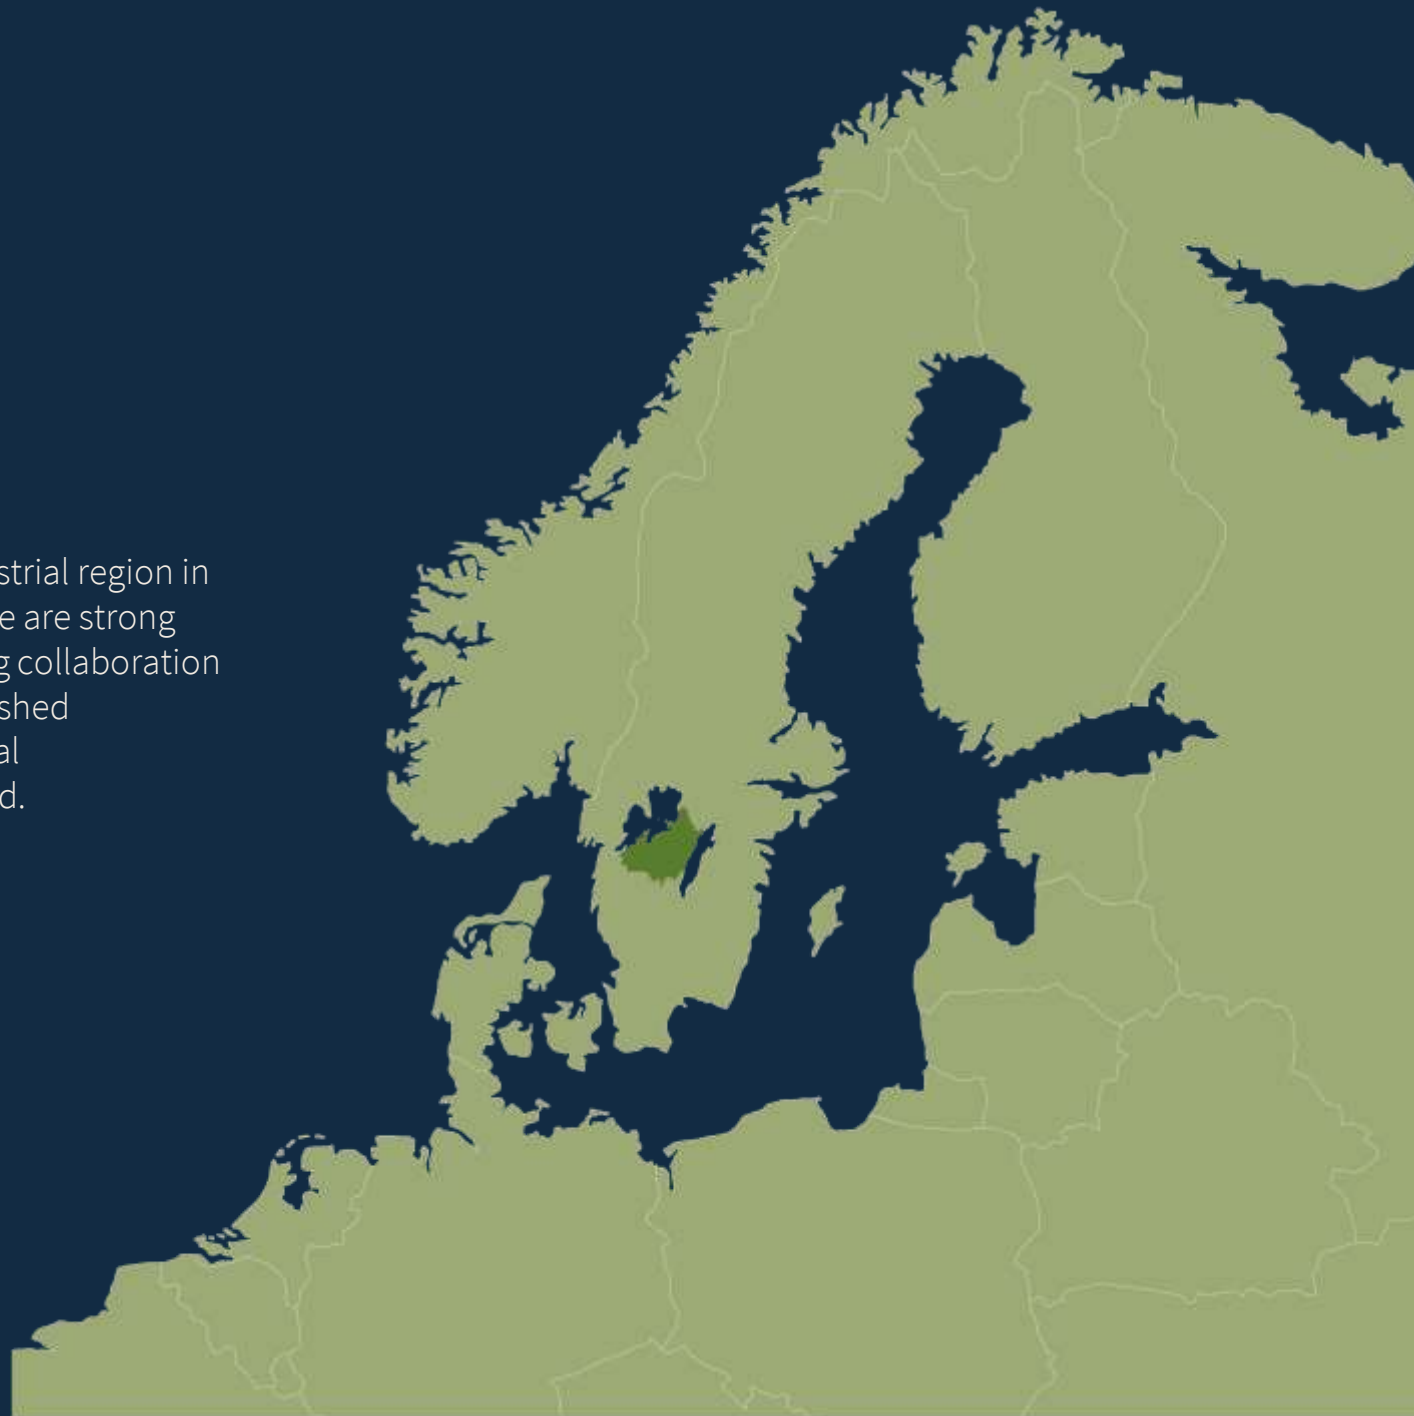 strial region in
e are strong
g collaboration
shed
al
d.